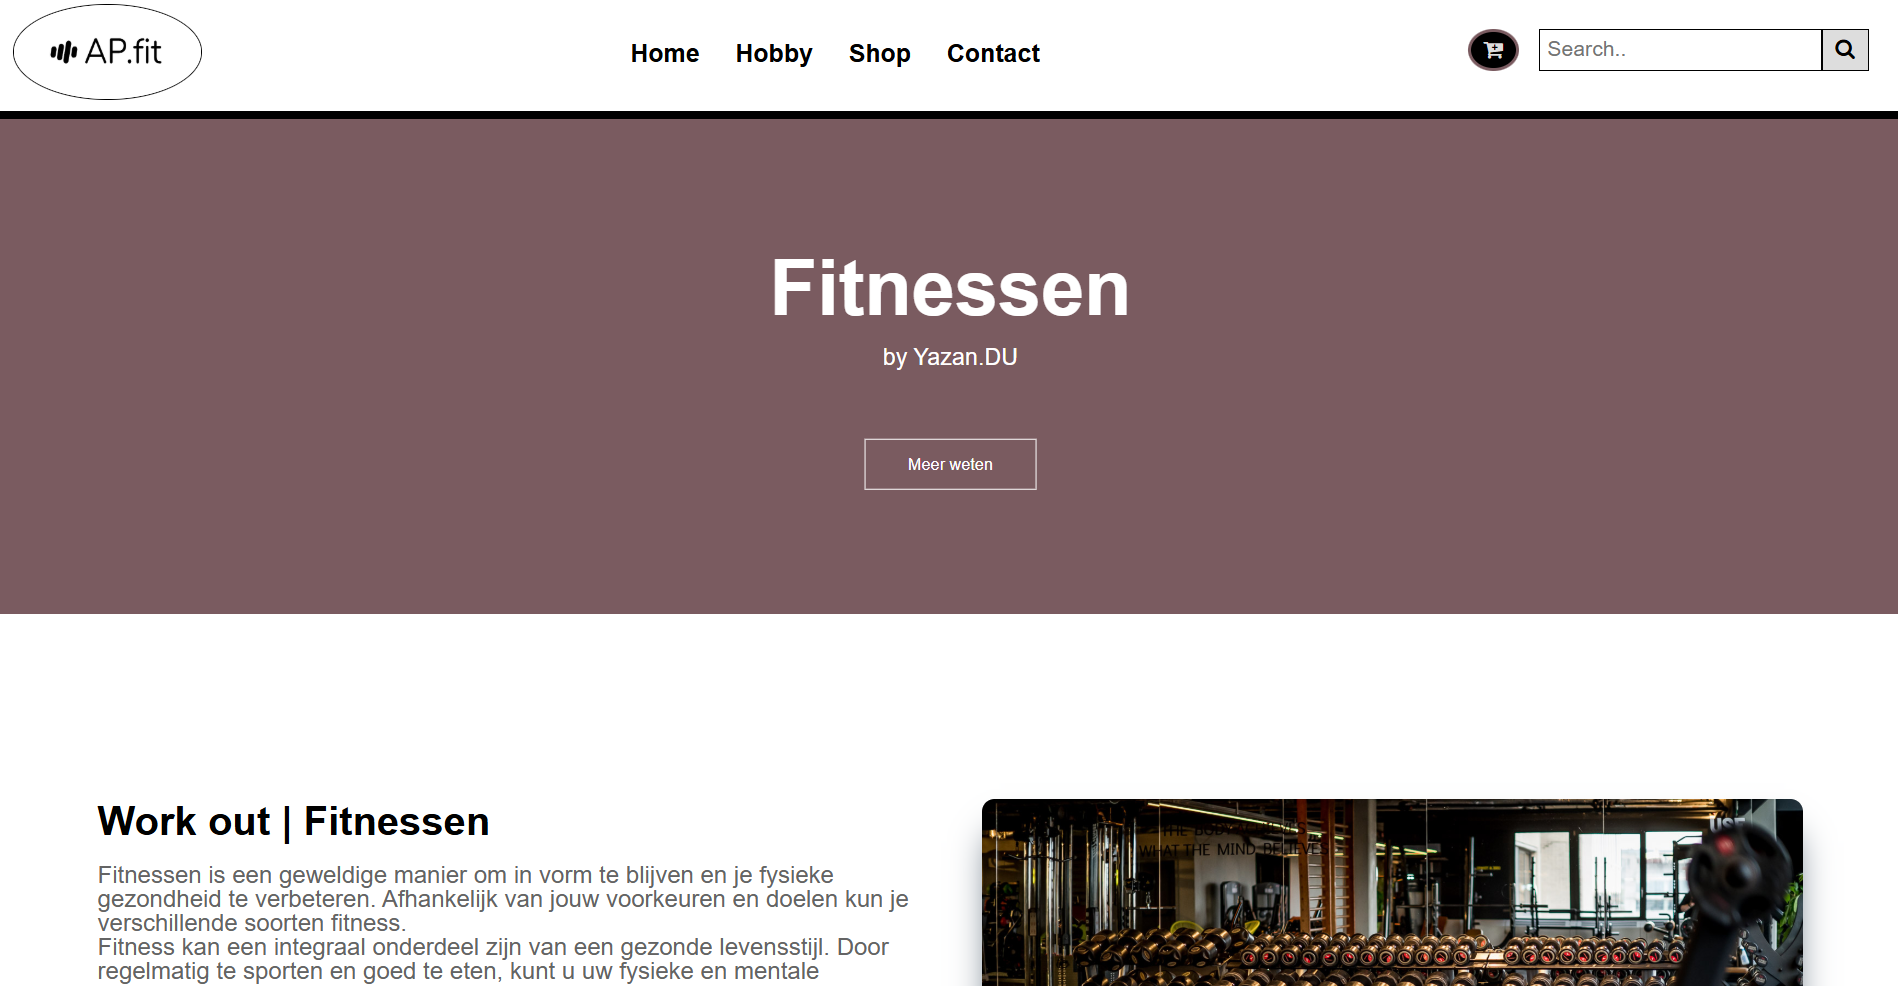 AP.fit
Home Hobby Shop Contact
Search..
Fitnessen
by Yazan.DU
Meer weten
Work out | Fitnessen
Fitnessen is een geweldige manier om in vorm te blijven en je fysieke
gezondheid te verbeteren. Afhankelijk van jouw voorkeuren en doelen kun je
verschillende soorten fitness.
Fitness kan een integraal onderdeel zijn van een gezonde levensstijl. Door
regelmatig te sporten en goed te eten, kunt u uw fysieke en mentale
WHAT THE MIND BELIEVES
USE